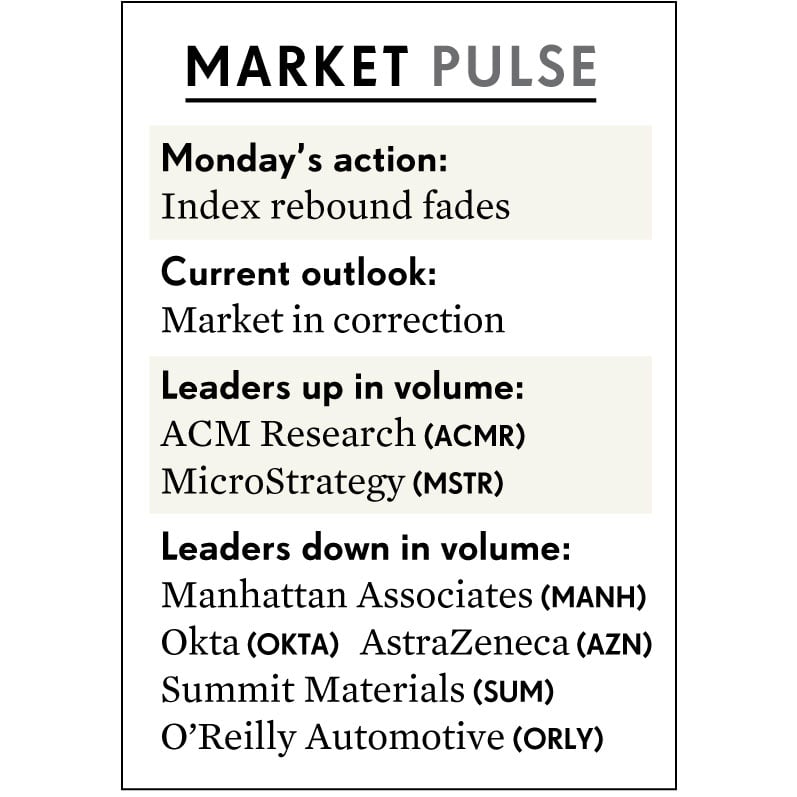 MARKET PULSE
Monday’s action:
Index rebound fades
Current outlook:
Market in correction
Leaders up in volume:
ACM Research (ACMR)
MicroStrategy (MSTR)
Leaders down in volume:
Manhattan Associates (MANH)
Okta (OKTA) AstraZeneca (AZN)
Summit Materials (SUM)
O’Reilly Automotive (ORLY)